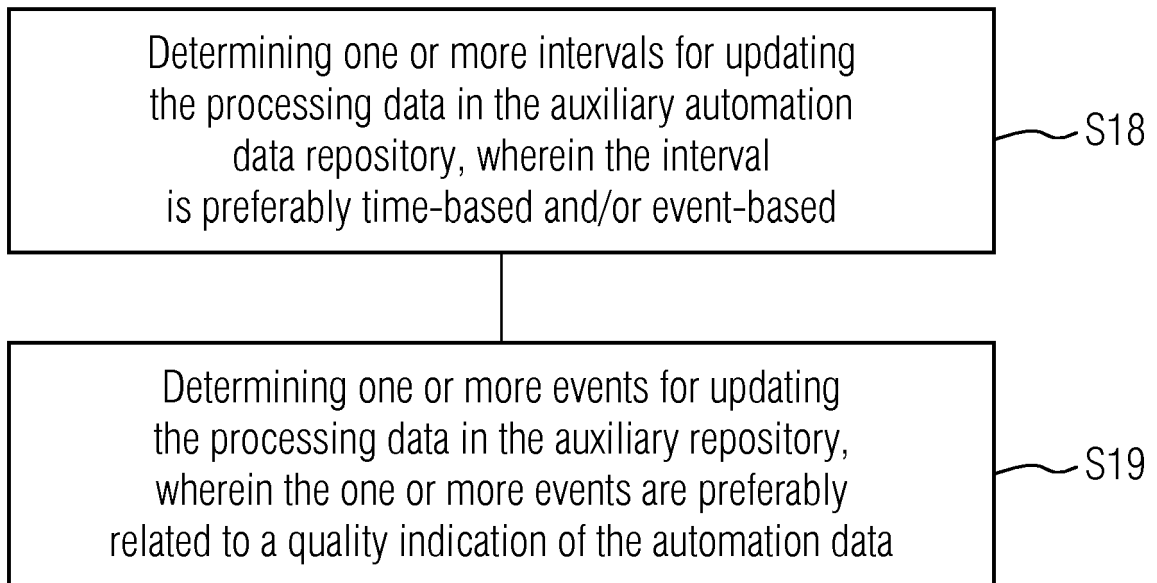 Determining one or more intervals for updating
the processing data in the auxiliary automation
data repository, wherein the interval
is preferably time-based and/or event-based
S18
Determining one or more events for updating
the processing data in the auxiliary repository,
wherein the one or more events are preferably
related to a quality indication of the automation data
S19